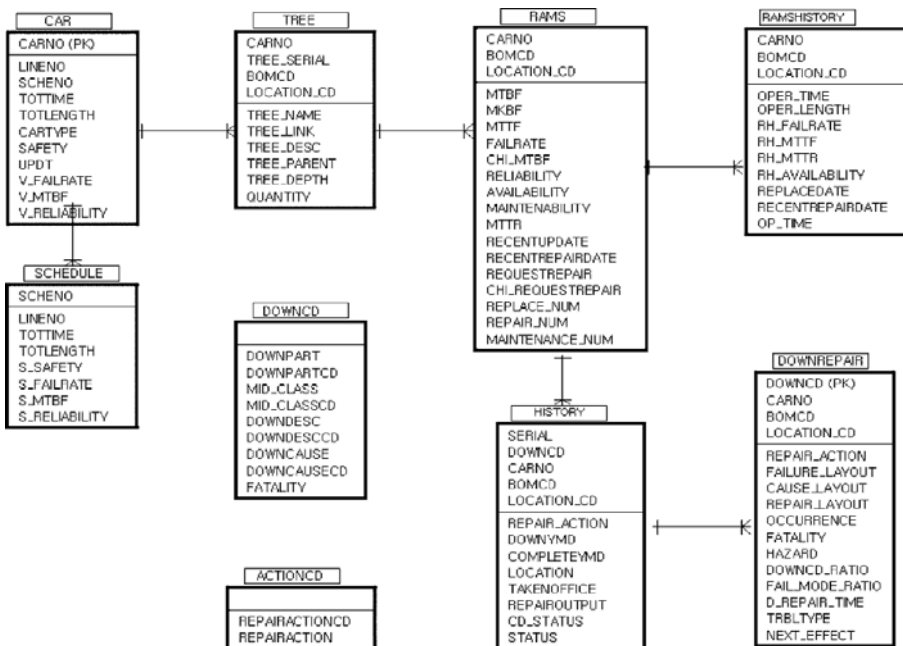 CAR
CARNO (PK)
LINENO
SCHENO
TOTTIME
TOTLENGTH
CARTYPE
SAFETY
UPDT
V_FAILRATE
V_MTBF
V_RELIABILITY
TREE
CARNO
TREE_SERIAL
BOMCD
LOCATION_CD
TREE_NAME
TREE_LINK
TREE_DESC
TREE_PARENT
TREE_DEPTH
QUANTITY
RAMS
CARNO
BOMCD
LOCATION_CD
MTBF
MKBF
MTTF
FAILRATE
CHI_MTBF
RELIABILITY
AVAILABILITY
MAINTENABILITY
MTTR
RECENTUPDATE
RECENTREPAIRDATE
REQUESTREPAIR
CHI_REQUESTREPAIR
REPLACE_NUM
REPAIR_NUM
MAINTENANCE_NUM
RAMSHISTORY
CARNO
BOMCD
LOCATION_CD
OPER_TIME
OPER_LENGTH
RH_FAILRATE
RH_MTTF
RH_MTTR
RH_AVAILABILITY
REPLACEDATE
RECENTREPAIRDATE
OP_TIME
SCHEDULE
SCHENO
LINENO
TOTTIME
TOTLENGTH
S_SAFETY
S_FAILRATE
S_MTBF
S_RELIABILITY
DOWNCD
DOWNPART
DOWNPARTCD
MID_CLASS
MID_CLASSCD
DOWNDESC
DOWNDESCCD
DOWNCAUSE
DOWNCAUSECD
FATALITY
HISTORY
SERIAL
DOWNCD
CARNO
BOMCD
LOCATION_CD
REPAIR_ACTION
DOWNYMD
COMPLETEYMD
LOCATION
TAKENOFFICE
REPAIROUTPUT
CD_STATUS
STATUS
DOWNREPAIR
DOWNCD (PK)
CARNO
BOMCD
LOCATION_CD
REPAIR_ACTION
FAILURE_LAYOUT
CAUSE_LAYOUT
REPAIR_LAYOUT
OCCURRENCE
FATALITY
HAZARD
DOWNCD_RATIO
FAIL_MODE_RATIO
D_REPAIR_TIME
TRBLTYPE
NEXT_EFFECT
ACTIONCD
REPAIRACTIONCD
REPAIRACTION